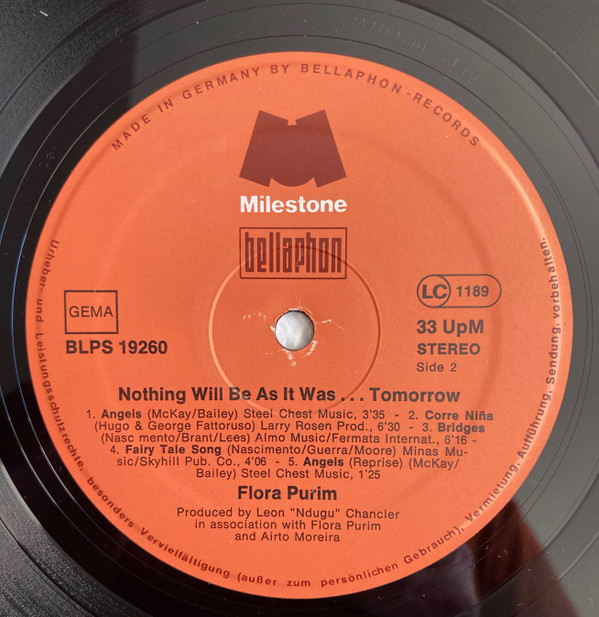 MADE IN GERMANY BY BELLAPHON-RECORDS
Milestone
bellaphon
GEMA
LC 1189
BLPS 19260
33 UpM
STEREO
Side 2
Nothing Will Be As It Was . . . Tomorrow
1. Angels (McKay/Bailey) Steel Chest Music, 3'35 - 2. Corre Niña
(Hugo & George Fattoruso) Larry Rosen Prod., 6'30 - 3. Bridges
(Nasc mento/Brant/Lees) Almo Music/Fermata Internat., 6'16 -
4. Fairy Tale Song (Nascimento/Guerra/Moore) Minas Mu-
sic/Skyhill Pub. Co., 4'06 - 5. Angels (Reprise) (McKay/
Bailey) Steel Chest Music, 1'25
Flora Purim
Produced by Leon "Ndugu" Chancler
in association with Flora Purim
and Airto Moreira
Urheber- und Leistungsschutzrechte, besonders Vervielfältigung (außer zum persönlichen Gebrauch), Vermietung, Aufführung, Sendung, vorbehalten.